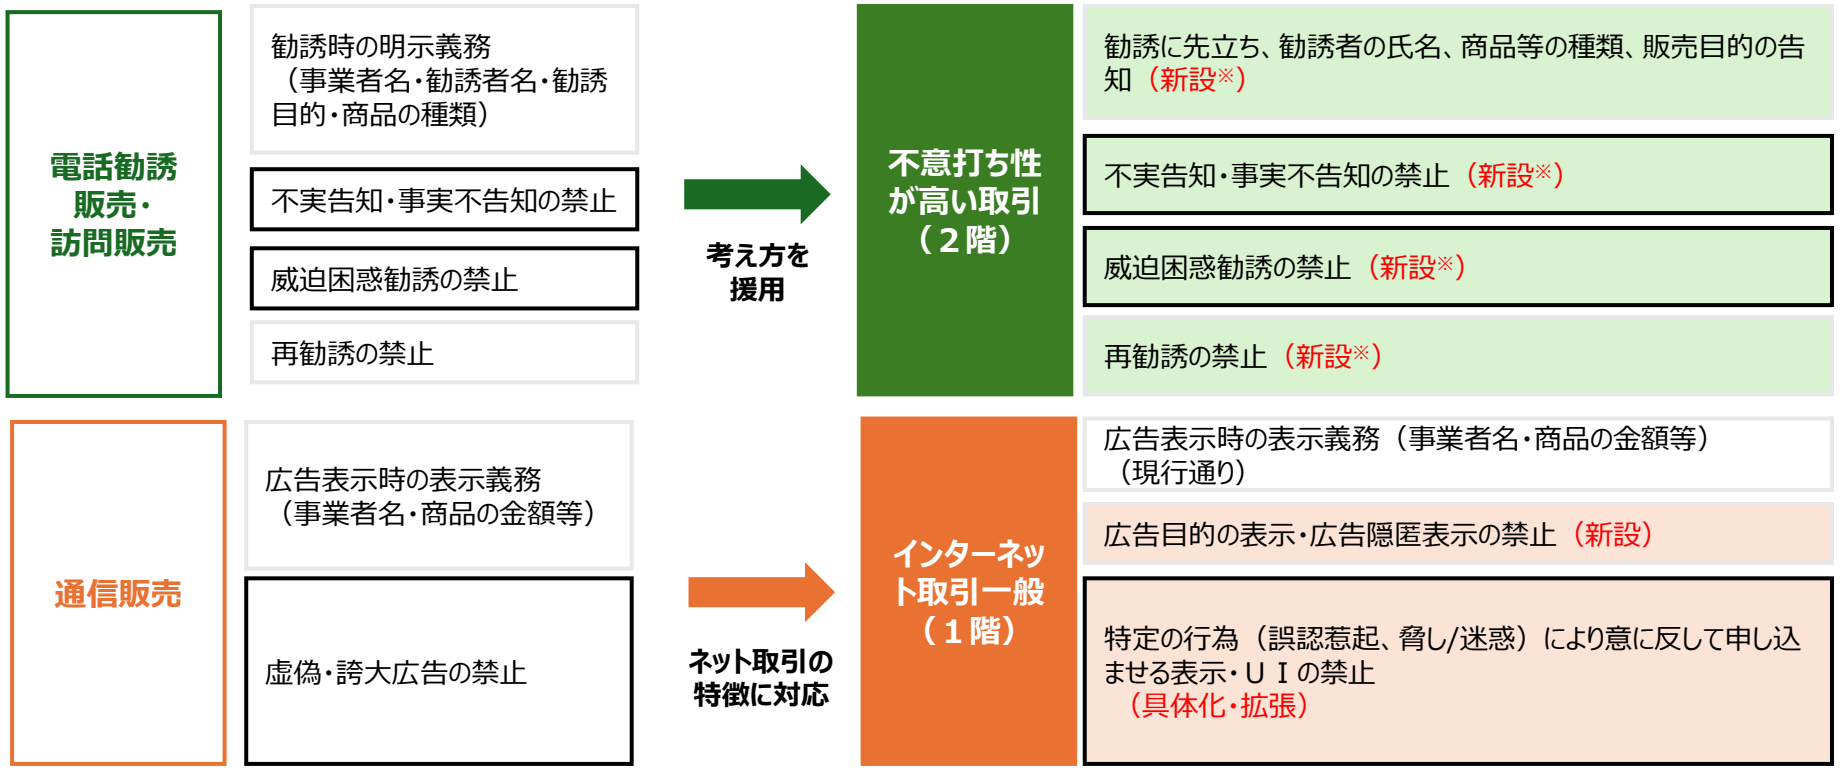 電話勧誘
販売・
訪問販売
勧誘時の明示義務
（事業者名・勧誘者名・勧誘
目的・商品の種類）
不実告知・事実不告知の禁止
威迫困惑勧誘の禁止
再勧誘の禁止
考え方を
援用
不意打ち性
が高い取引
（２階）
勧誘に先立ち、勧誘者の氏名、商品等の種類、販売目的の告
知（新設※）
不実告知・事実不告知の禁止（新設※）
威迫困惑勧誘の禁止（新設※）
再勧誘の禁止（新設※）
通信販売
広告表示時の表示義務
（事業者名・商品の金額等）
虚偽・誇大広告の禁止
ネット取引の
特徴に対応
インターネッ
ト取引一般
（１階）
広告表示時の表示義務（事業者名・商品の金額等）
（現行通り）
広告目的の表示・広告隠匿表示の禁止（新設）
特定の行為（誤認惹起、脅し/迷惑）により意に反して申し込
ませる表示・ＵＩの禁止
（具体化・拡張）